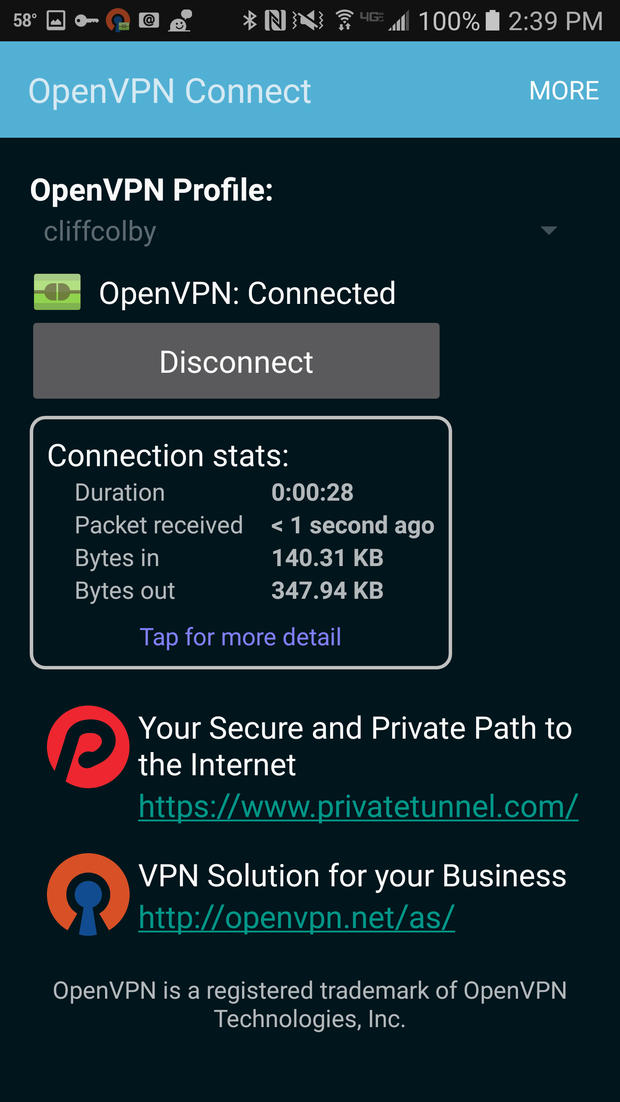 58° 4G LTE 100% 2:39 PM
OpenVPN Connect MORE
OpenVPN Profile:
cliffcolby
OpenVPN: Connected
Disconnect
Connection stats:
Duration 0:00:28
Packet received < 1 second ago
Bytes in 140.31 KB
Bytes out 347.94 KB
Tap for more detail
Your Secure and Private Path to
the Internet
https://www.privatetunnel.com/
VPN Solution for your Business
http://openvpn.net/as/
OpenVPN is a registered trademark of OpenVPN
Technologies, Inc.